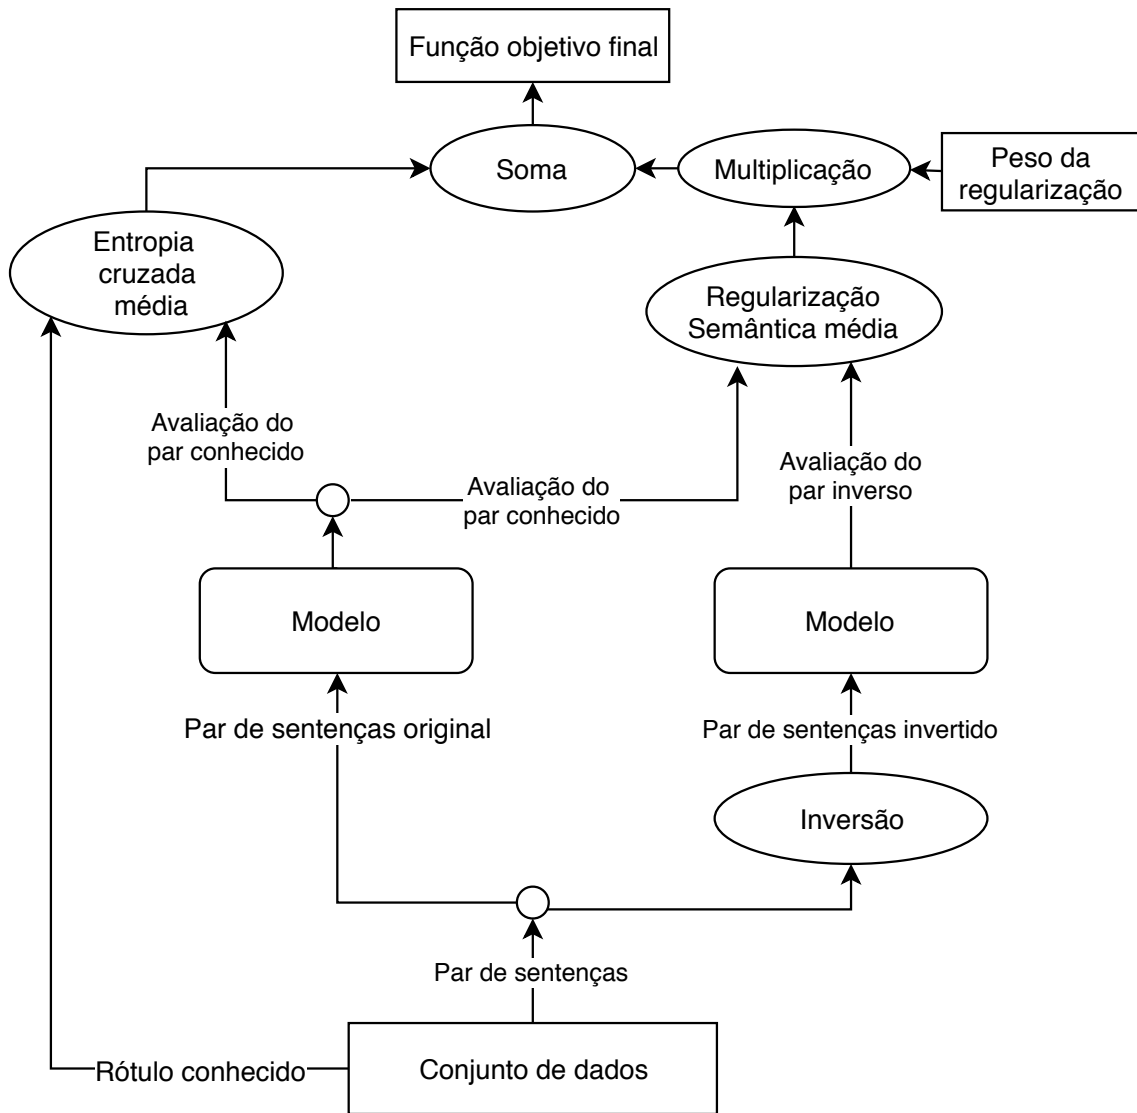 Função objetivo final
Soma
Multiplicação
Peso da
regularização
Entropia
cruzada
média
Regularização
Semântica média
Avaliação do
par conhecido
Avaliação do
par conhecido
Avaliação do
par inverso
Modelo
Modelo
Par de sentenças original
Par de sentenças invertido
Inversão
Par de sentenças
Rótulo conhecido
Conjunto de dados